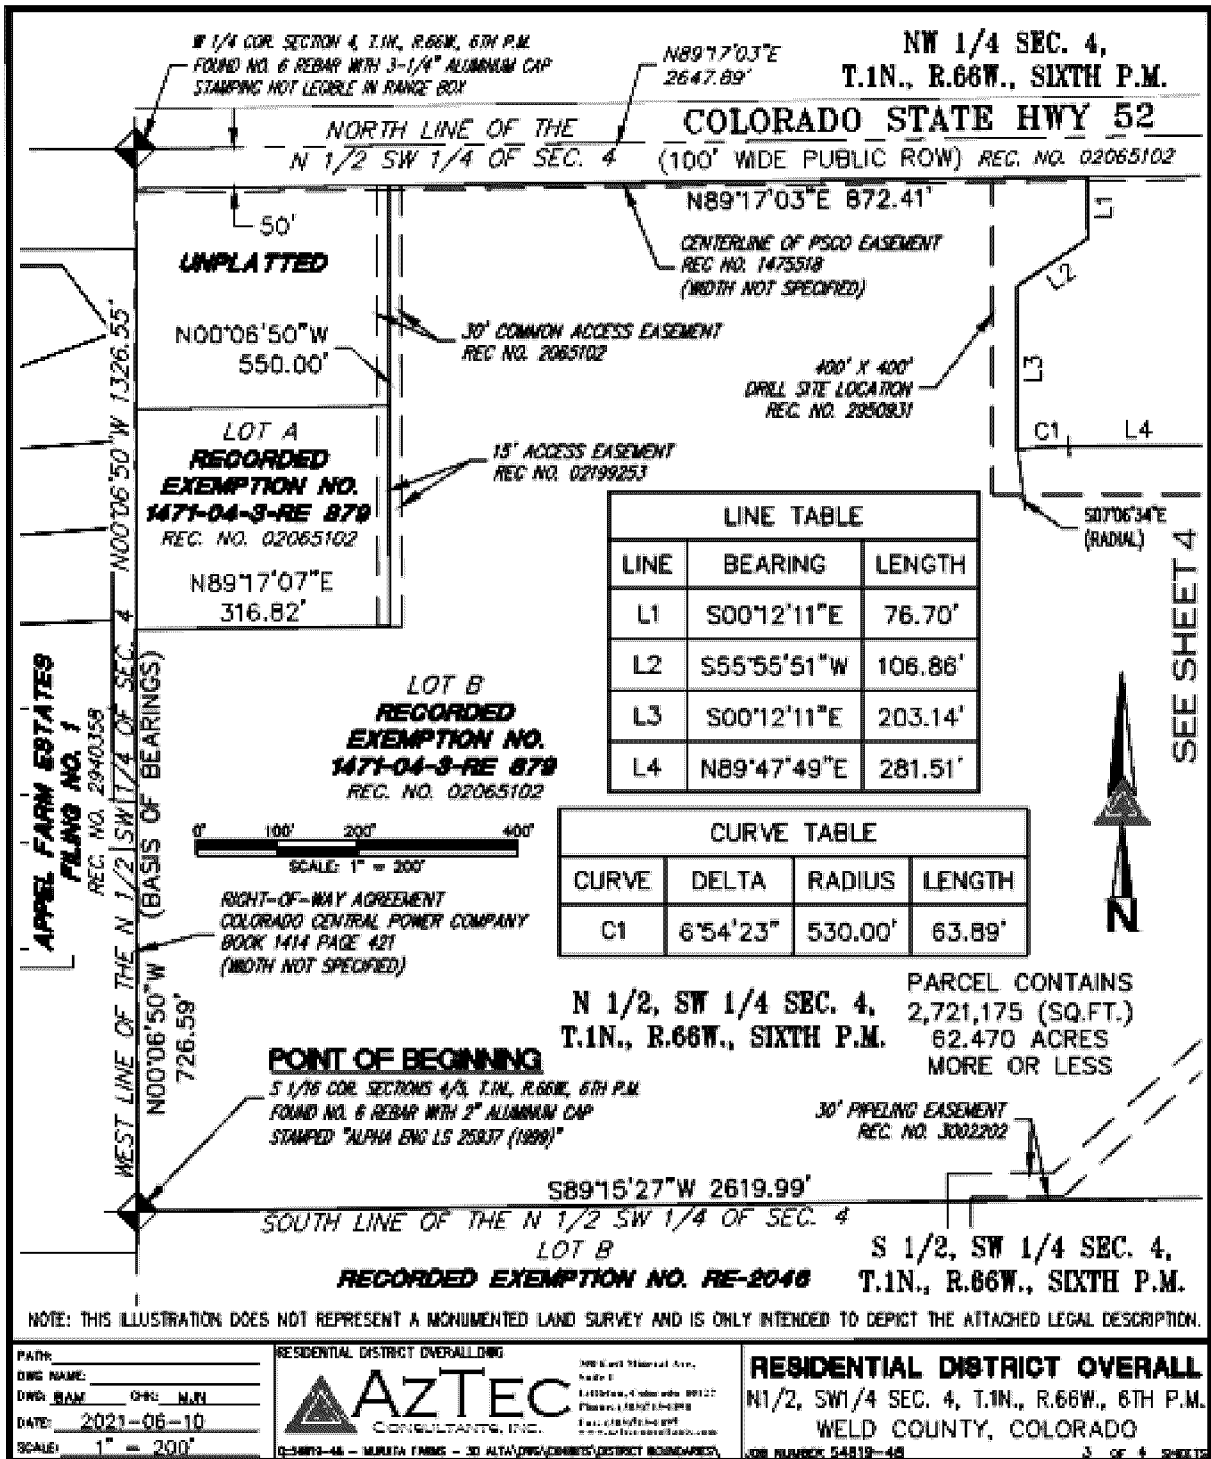 W 1/4 COR. SECTION 4, T.1N., R.66W., 6TH P.M.
FOUND NO. 6 REBAR WITH 3-1/4" ALUMINUM CAP
STAMPING NOT LEGIBLE IN RANGE BOX
N89°17'03"E
2647.89'
NW 1/4 SEC. 4,
T.1N., R.66W., SIXTH P.M.
NORTH LINE OF THE
N 1/2 SW 1/4 OF SEC. 4
COLORADO STATE HWY 52
(100' WIDE PUBLIC ROW) REC. NO. 02065102
50'
UNPLATTED
N89°17'03"E 872.41'
L1
CENTERLINE OF PSCO EASEMENT
REC NO. 1475518
(WIDTH NOT SPECIFIED)
L2
N00°06'50"W
550.00'
30' COMMON ACCESS EASEMENT
REC NO. 2065102
400' X 400'
DRILL SITE LOCATION
REC. NO. 2950931
L3
C1
L4
LOT A
RECORDED
EXEMPTION NO.
1471-04-3-RE 879
REC. NO. 02065102
15' ACCESS EASEMENT
REC NO. 02199253
S07°06'34"E
(RADIAL)
N89°17'07"E
316.82'
LINE TABLE
LINE BEARING LENGTH
L1 S00°12'11"E 76.70'
L2 S55°55'51"W 106.86'
L3 S00°12'11"E 203.14'
L4 N89°47'49"E 281.51'
SEE SHEET 4
APPEL FARM ESTATES
FILING NO. 1
REC. NO. 2940358
WEST LINE OF THE N 1/2 SW 1/4 OF SEC. 4 N00°06'50"W 1326.55'
(BASIS OF BEARINGS)
LOT B
RECORDED
EXEMPTION NO.
1471-04-3-RE 879
REC. NO. 02065102
0' 100' 200' 400'
SCALE: 1" = 200'
CURVE TABLE
CURVE DELTA RADIUS LENGTH
C1 6°54'23" 530.00' 63.89'
N
RIGHT-OF-WAY AGREEMENT
COLORADO CENTRAL POWER COMPANY
BOOK 1414 PAGE 421
(WIDTH NOT SPECIFIED)
N00°06'50"W
726.59'
N 1/2, SW 1/4 SEC. 4,
T.1N., R.66W., SIXTH P.M.
PARCEL CONTAINS
2,721,175 (SQ.FT.)
62.470 ACRES
MORE OR LESS
POINT OF BEGINNING
S 1/16 COR. SECTIONS 4/5, T.1N., R.66W., 6TH P.M.
FOUND NO. 6 REBAR WITH 2" ALUMINUM CAP
STAMPED "ALPHA ENG LS 25937 (1999)"
30' PIPELING EASEMENT
REC. NO. 3002202
S89°15'27"W 2619.99'
SOUTH LINE OF THE N 1/2 SW 1/4 OF SEC. 4
LOT B
RECORDED EXEMPTION NO. RE-2046
S 1/2, SW 1/4 SEC. 4,
T.1N., R.66W., SIXTH P.M.
NOTE: THIS ILLUSTRATION DOES NOT REPRESENT A MONUMENTED LAND SURVEY AND IS ONLY INTENDED TO DEPICT THE ATTACHED LEGAL DESCRIPTION.
PATH:
DWG NAME:
DWG: BAM CHK: MJN
DATE: 2021-06-10
SCALE: 1" = 200'
RESIDENTIAL DISTRICT OVERALL.DWG
AZTEC
CONSULTANTS, INC.
RESIDENTIAL DISTRICT OVERALL
N1/2, SW1/4 SEC. 4, T.1N., R.66W., 6TH P.M.
WELD COUNTY, COLORADO
JOB NUMBER 54819-46 3 OF 4 SHEETS